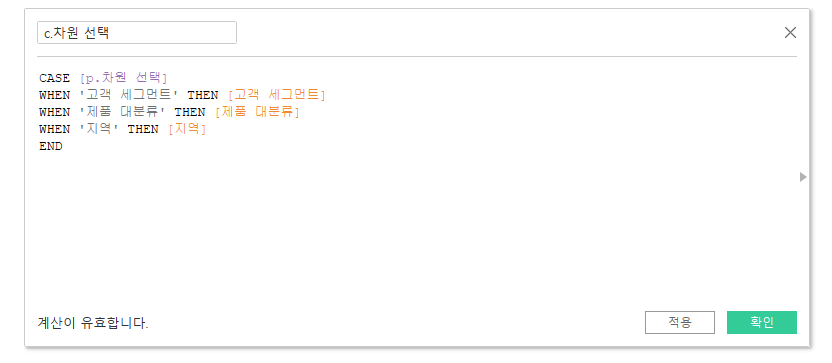 c.차원 선택
CASE [p.차원 선택]
WHEN '고객 세그먼트' THEN [고객 세그먼트]
WHEN '제품 대분류' THEN [제품 대분류]
WHEN '지역' THEN [지역]
END
계산이 유효합니다.
적용
확인